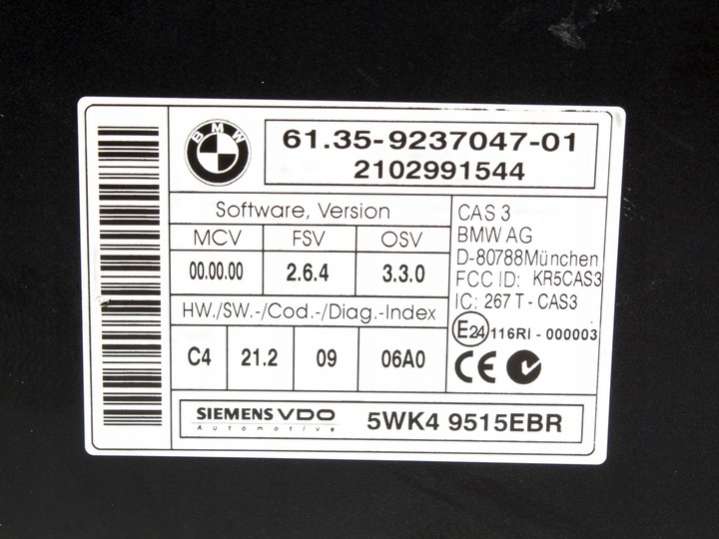 BMW
61.35-9237047-01
2102991544
Software, Version
MCV FSV OSV
00.00.00 2.6.4 3.3.0
HW./SW.-/Cod.-/Diag.-Index
C4 21.2 09 06A0
CAS 3
BMW AG
D-80788München
FCC ID: KR5CAS3
IC: 267 T - CAS3
E24 116RI - 000003
CE
SIEMENS VDO
Automotive
5WK4 9515EBR